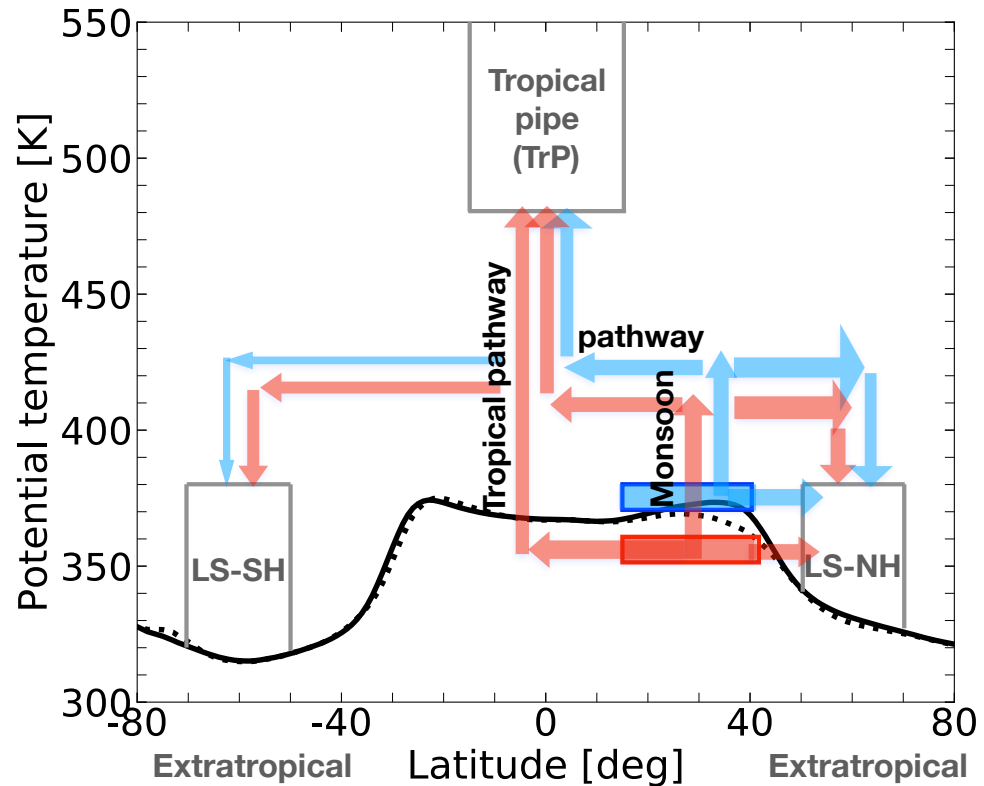 550
500
450
400
350
300
Potential temperature [K]
Tropical
pipe
(TrP)
Tropical pathway
pathway
Monsoon
LS-SH
LS-NH
-80
-40
0
40
80
Extratropical
Latitude [deg]
Extratropical